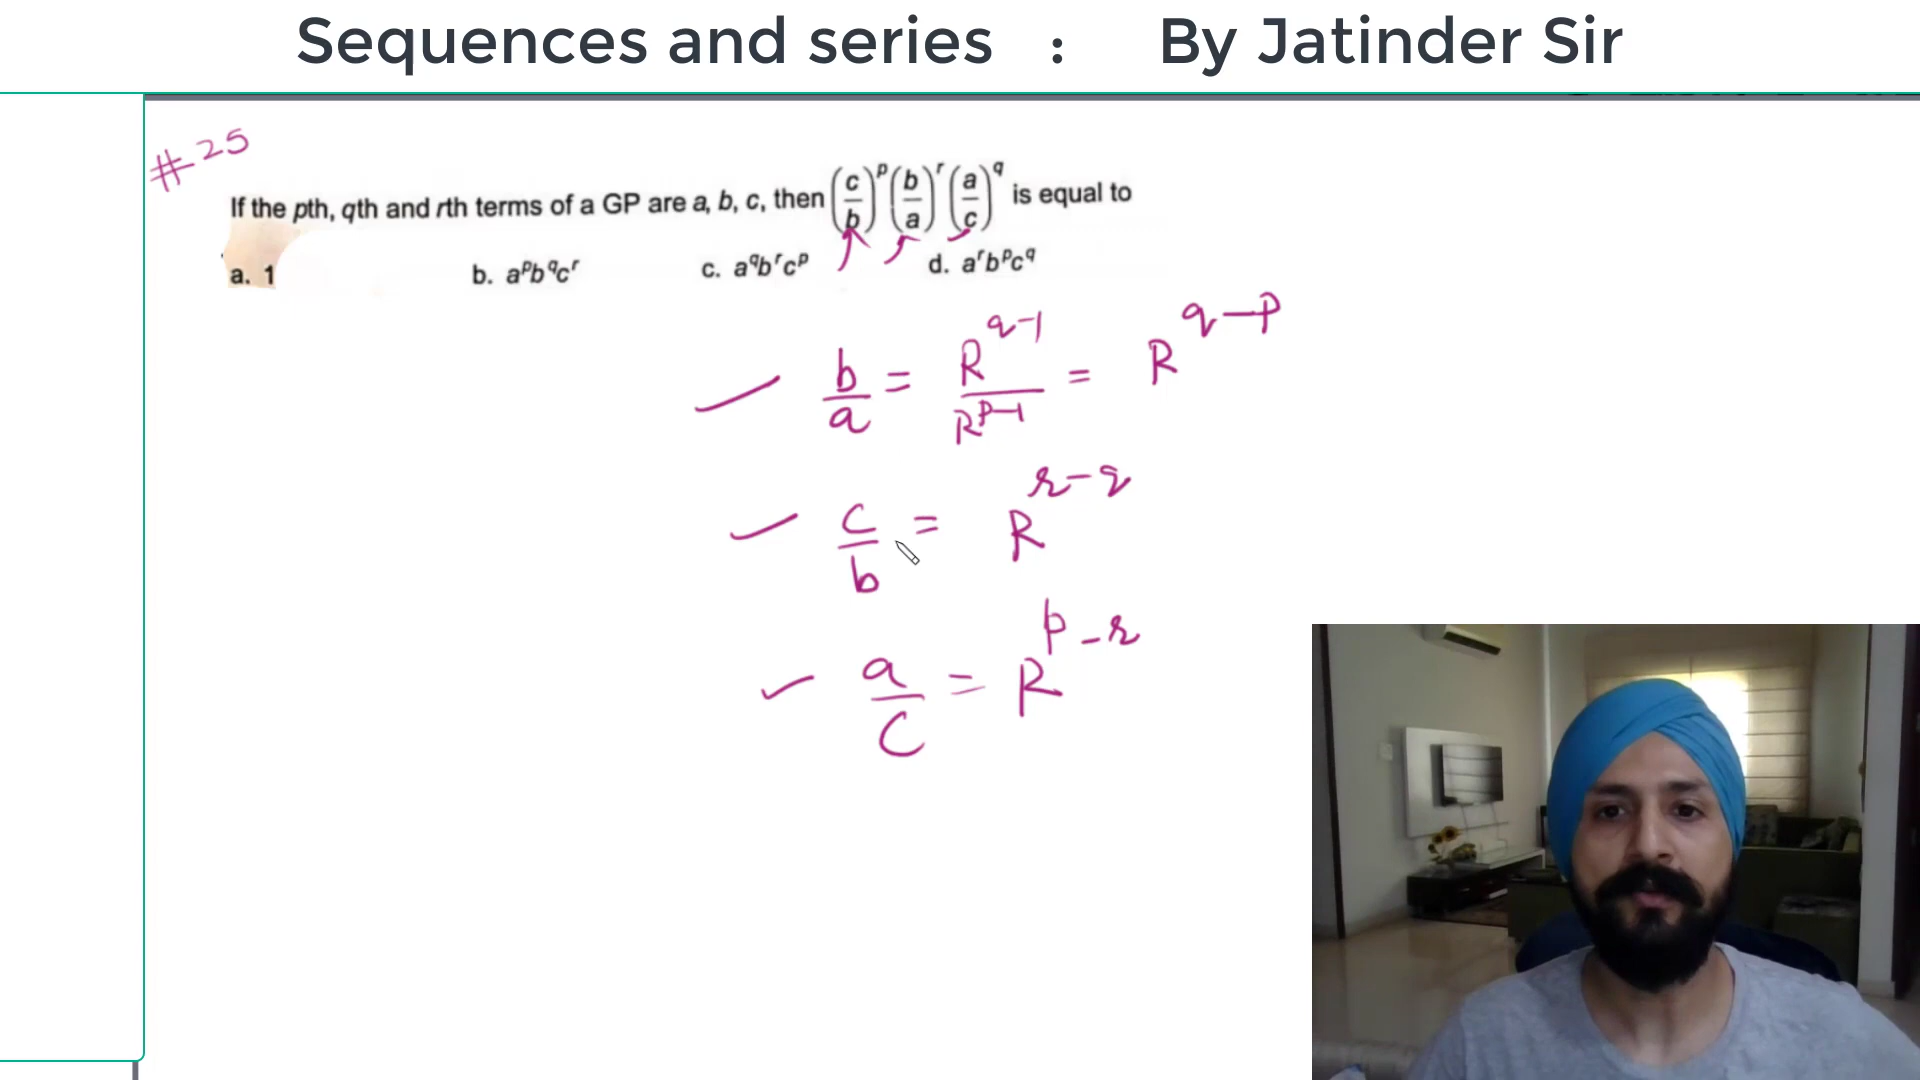 Sequences and series : By Jatinder Sir
#25
If the pth, qth and rth terms of a GP are a, b, c, then (c/b)^p (b/a)^r (a/c)^q is equal to
a. 1 b. a^p b^q c^r c. a^q b^r c^p d. a^r b^p c^q
b/a = R^(q-1)/R^(p-1) = R^(q-p)
c/b = R^(r-q)
a/c = R^(p-r)